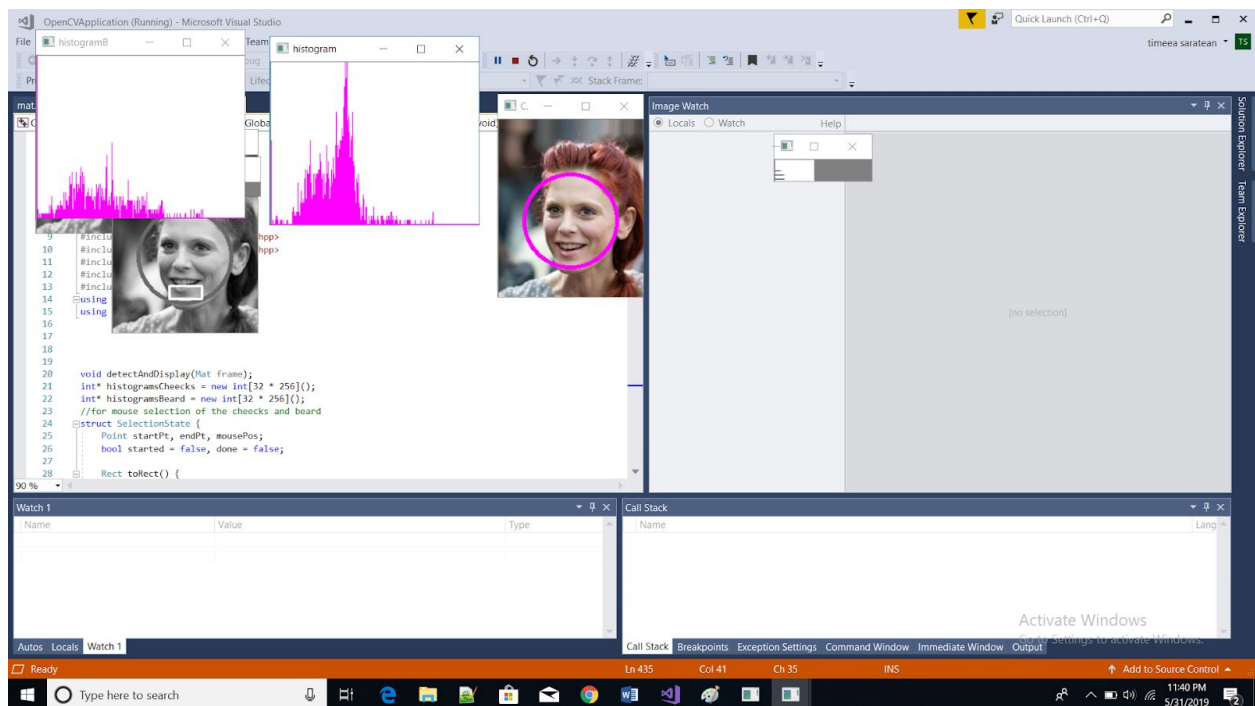 OpenCVApplication (Running) - Microsoft Visual Studio
Quick Launch (Ctrl+Q)
File
histogram8
Team
histogram
timeea saratean
TS
Stack Frame:
C.
Image Watch
Locals
Watch
Help
Solution Explorer
Team Explorer
9 #inclu hpp>
10 #inclu hpp>
11 #inclu
12 #inclu
13 #inclu
14 using
15 using
16
17
18
19
20 void detectAndDisplay(Mat frame);
21 int* histogramsCheecks = new int[32 * 256]();
22 int* histogramsBeard = new int[32 * 256]();
23 //for mouse selection of the cheecks and beard
24 struct SelectionState {
25 Point startPt, endPt, mousePos;
26 bool started = false, done = false;
27
28 Rect toRect() {
90 %
[no selection]
Watch 1
Name Value Type
Call Stack
Name Lang
Activate Windows
Go to Settings to activate Windows.
Autos Locals Watch 1
Call Stack Breakpoints Exception Settings Command Window Immediate Window Output
Ready Ln 435 Col 41 Ch 35 INS Add to Source Control
Type here to search
11:40 PM
5/31/2019
2